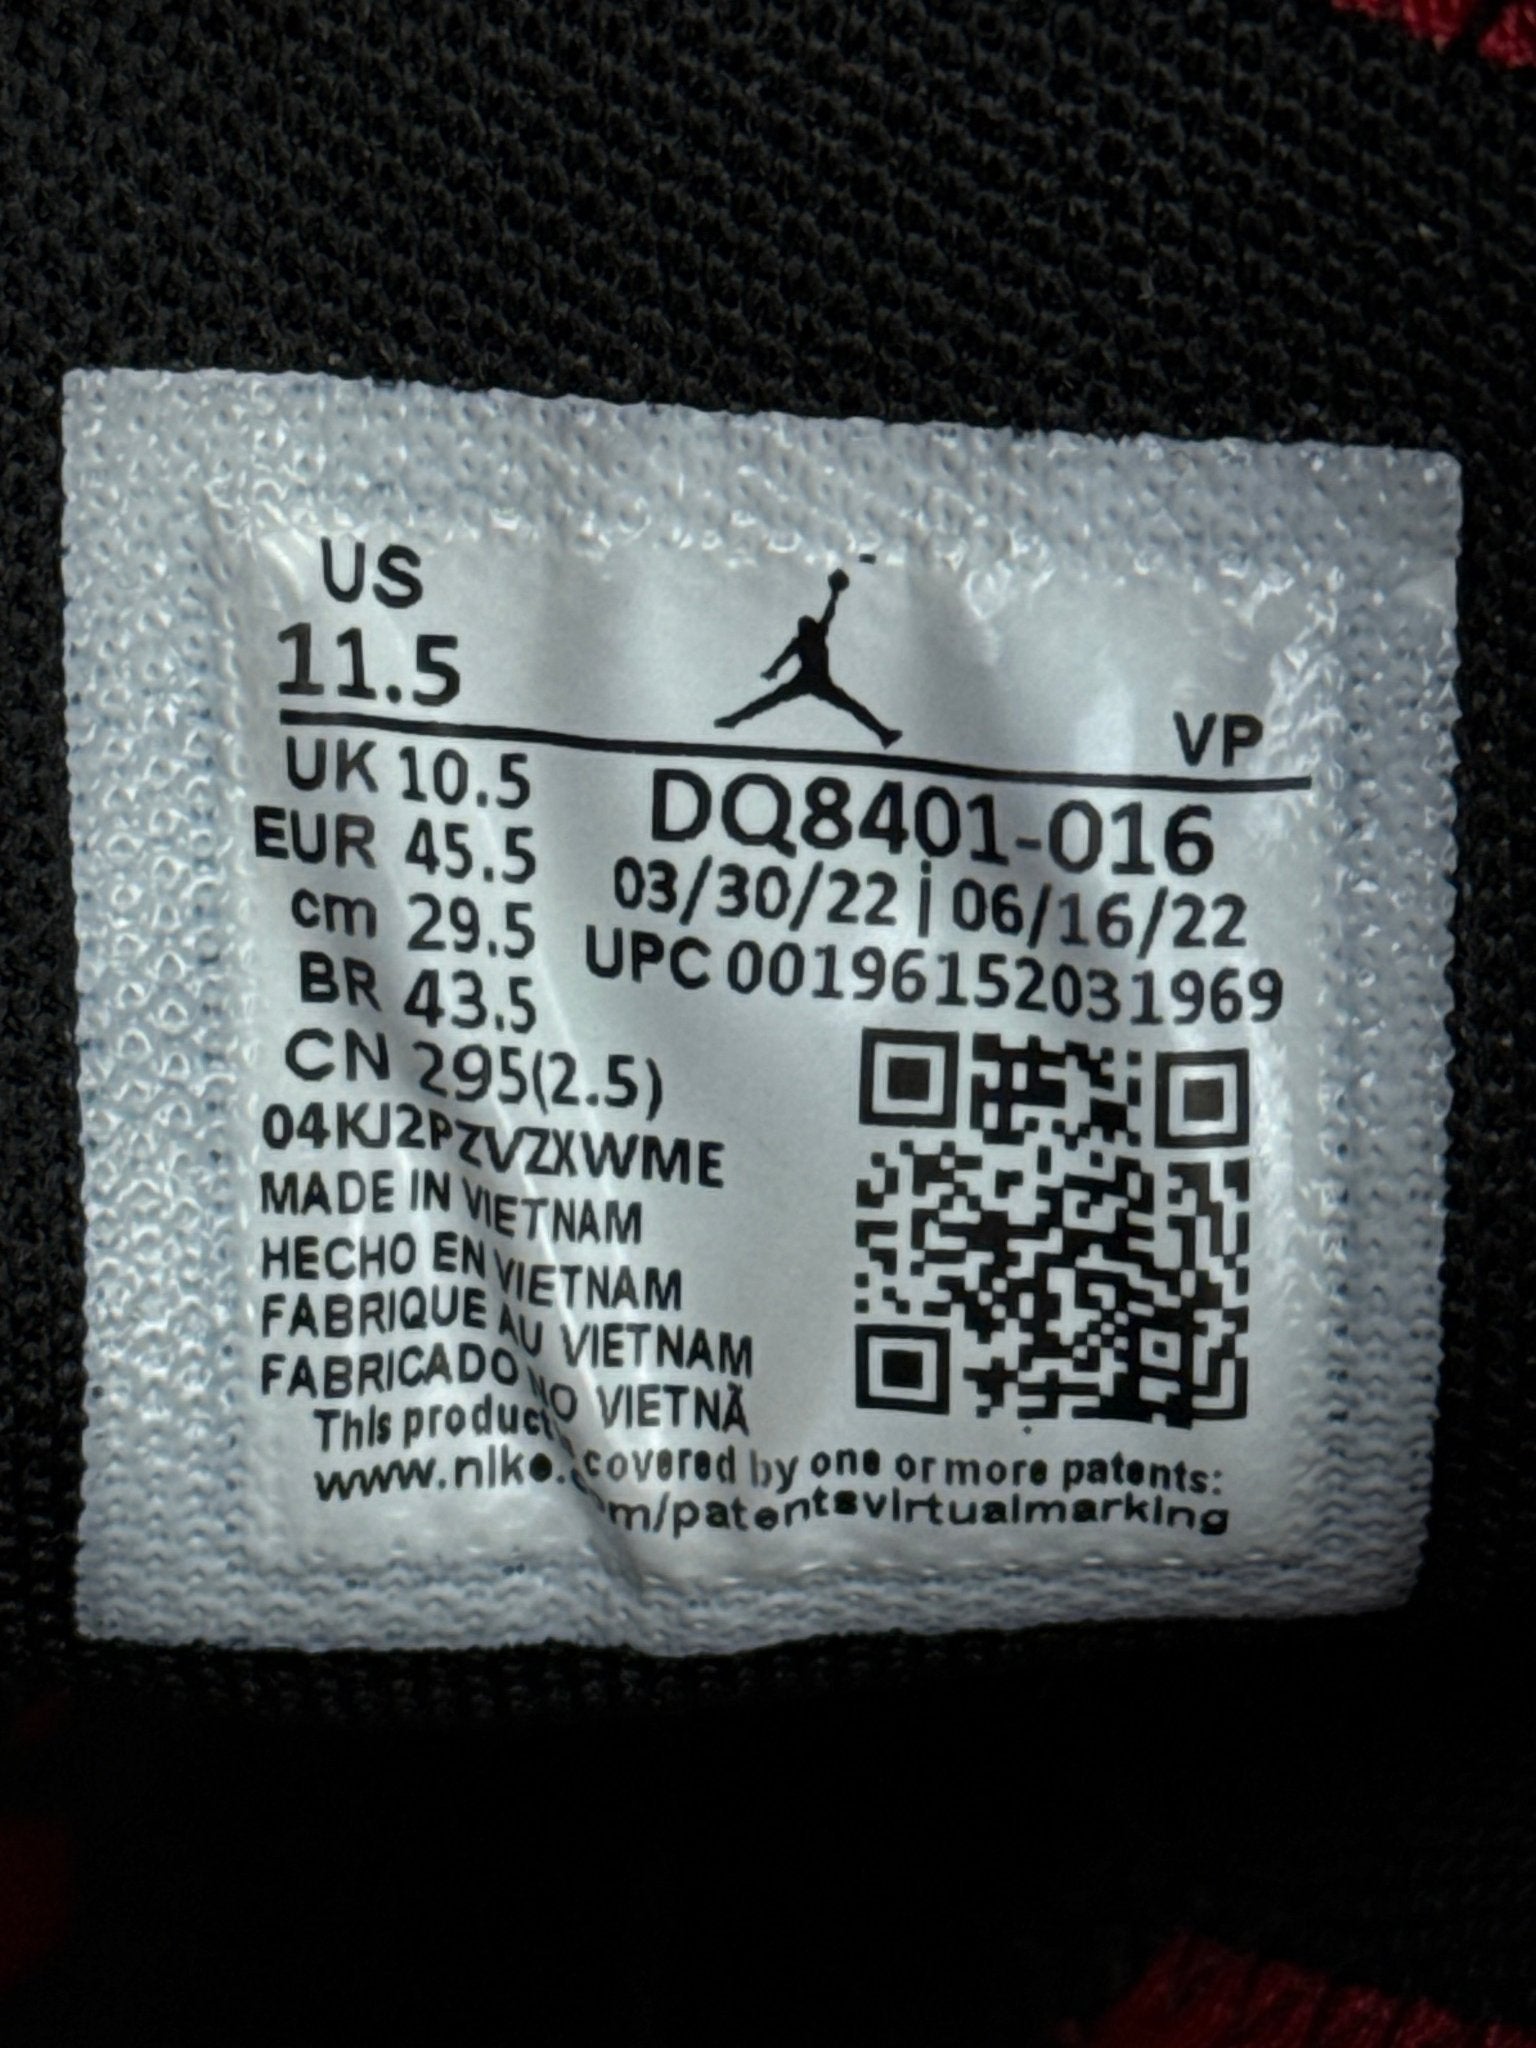 US
11.5
VP
UK 10.5
EUR 45.5
cm 29.5
BR 43.5
CN 295(2.5)
DQ8401-016
03/30/22 | 06/16/22
UPC 00196152031969
04KJ2PZVZXWME
MADE IN VIETNAM
HECHO EN VIETNAM
FABRIQUE AU VIETNAM
FABRICADO NO VIETNÃ
This product covered by one or more patents:
www.nike.com/patentsvirtualmarking